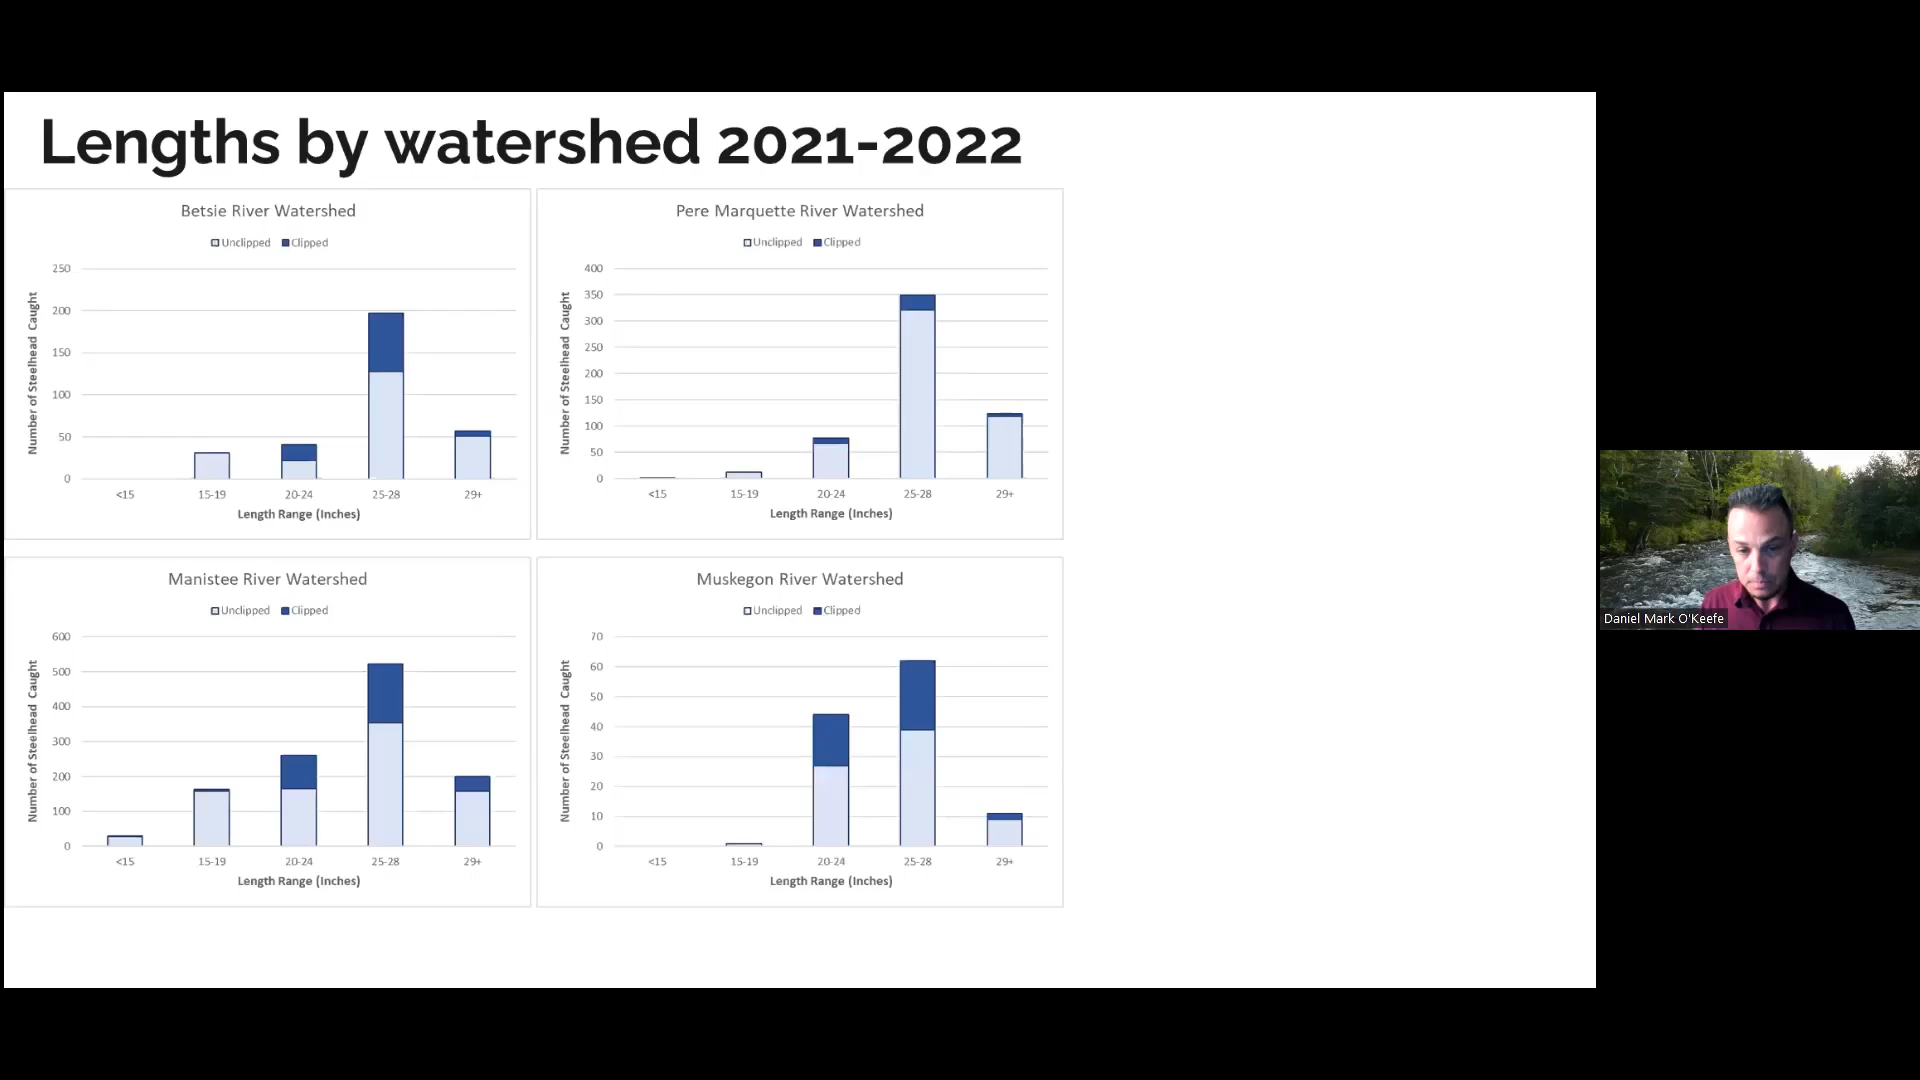 Lengths by watershed 2021-2022
Betsie River Watershed
Unclipped Clipped
Number of Steelhead Caught
250
200
150
100
50
0
<15 15-19 20-24 25-28 29+
Length Range (Inches)
Pere Marquette River Watershed
Unclipped Clipped
Number of Steelhead Caught
400
350
300
250
200
150
100
50
0
<15 15-19 20-24 25-28 29+
Length Range (Inches)
Manistee River Watershed
Unclipped Clipped
Number of Steelhead Caught
600
500
400
300
200
100
0
<15 15-19 20-24 25-28 29+
Length Range (Inches)
Muskegon River Watershed
Unclipped Clipped
Number of Steelhead Caught
70
60
50
40
30
20
10
0
<15 15-19 20-24 25-28 29+
Length Range (Inches)
Daniel Mark O'Keefe